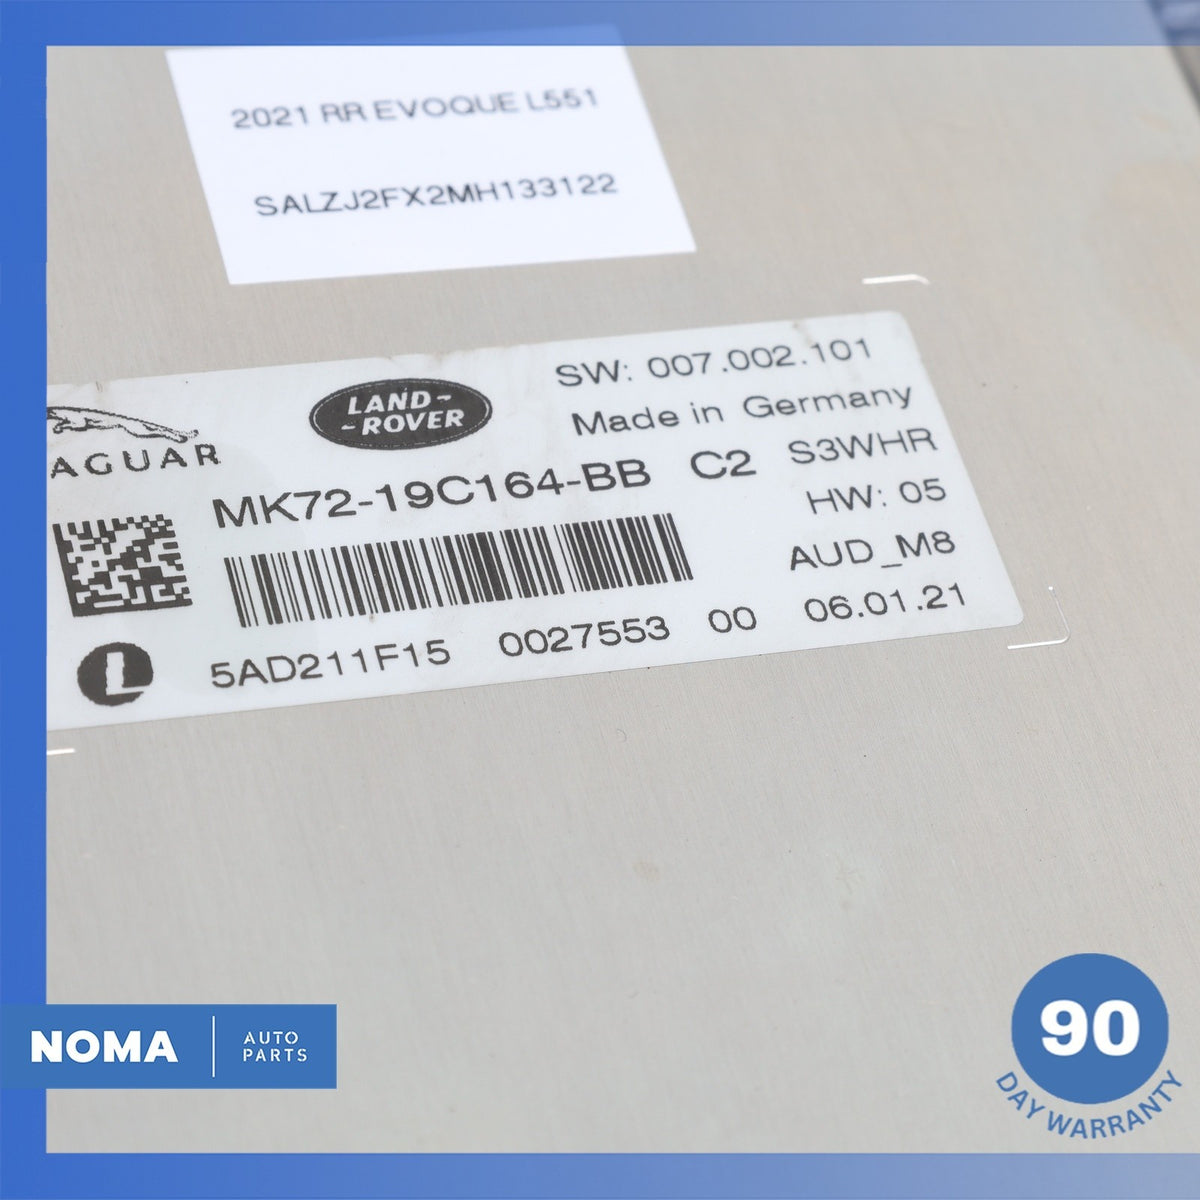 2021 RR EVOQUE L551
SALZJ2FX2MH133122
SW: 007.002.101
LAND-
-ROVER
Made in Germany
AGUAR
MK72-19C164-BB C2 S3WHR
HW: 05
AUD_M8
L
5AD211F15 0027553 00 06.01.21
NOMA
AUTO
PARTS
90
DAY WARRANTY